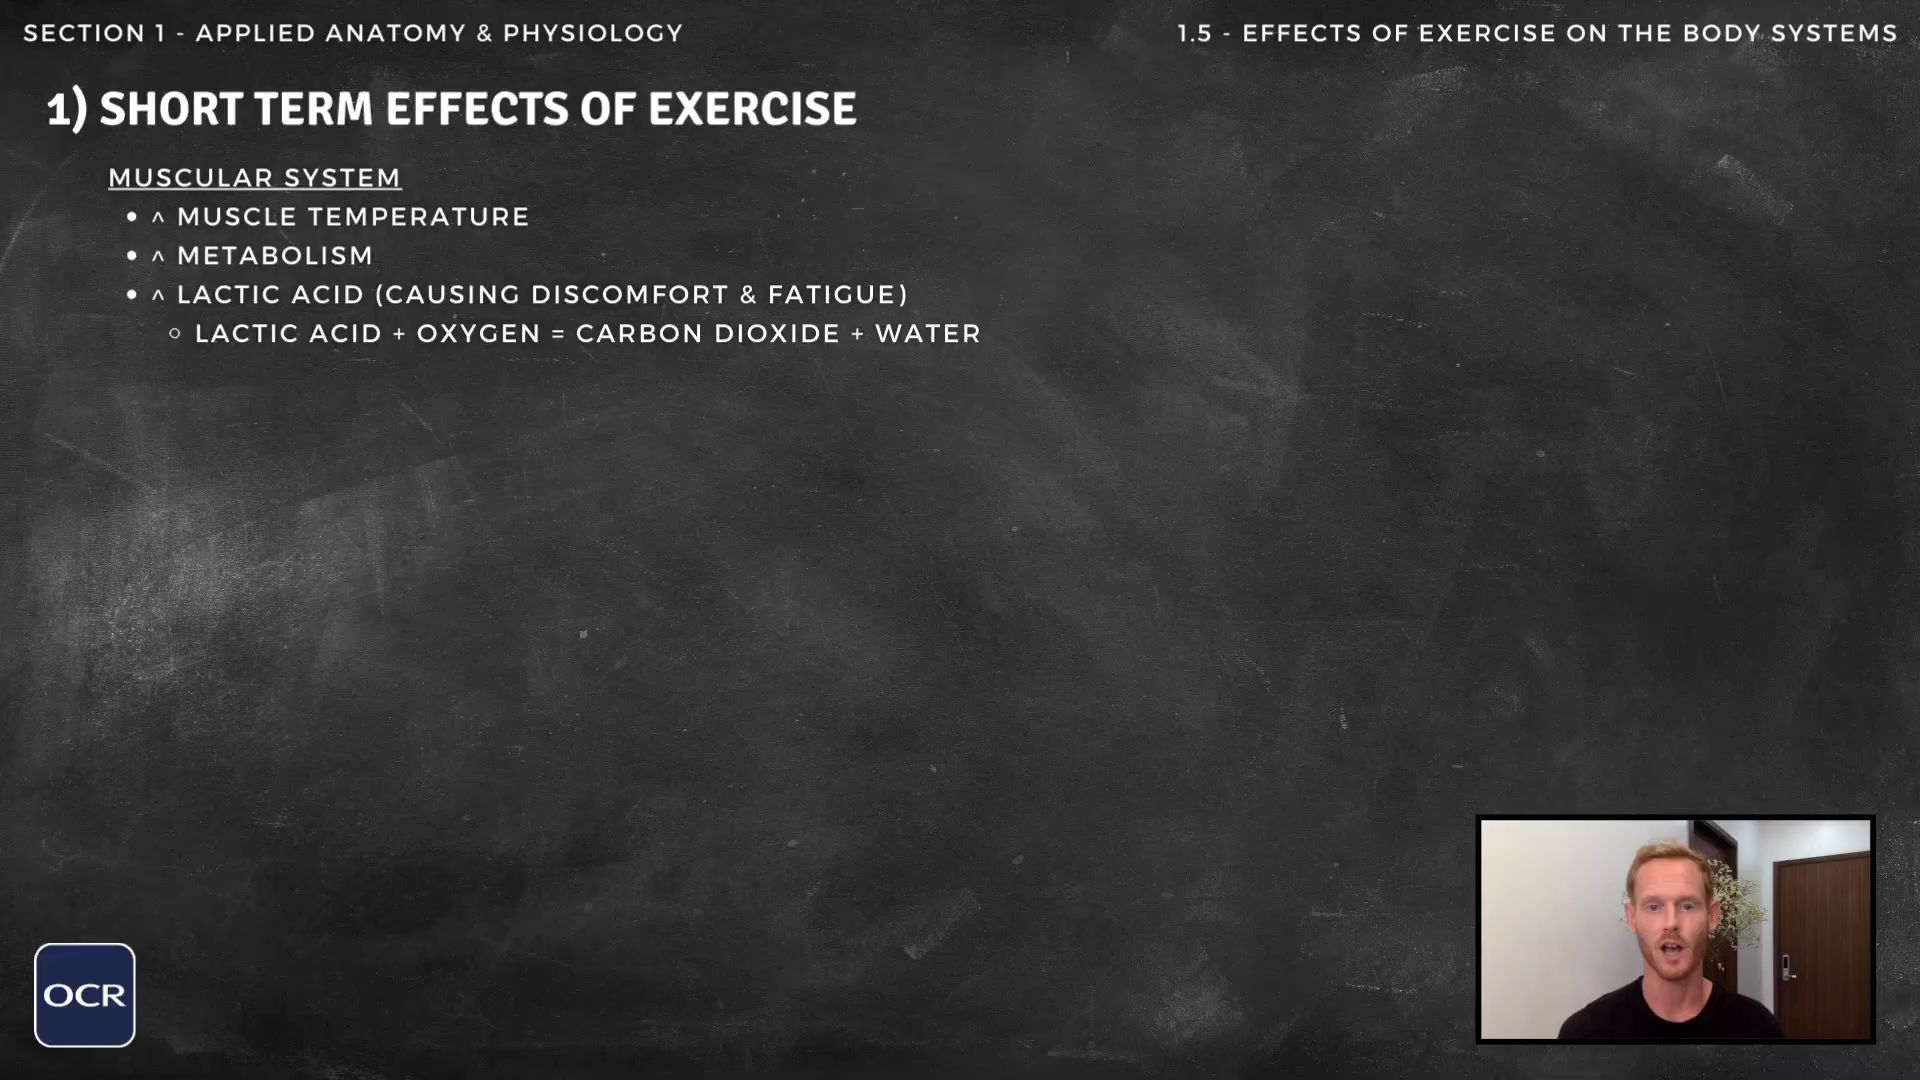 SECTION 1 - APPLIED ANATOMY & PHYSIOLOGY
1.5 - EFFECTS OF EXERCISE ON THE BODY SYSTEMS
1) SHORT TERM EFFECTS OF EXERCISE
MUSCULAR SYSTEM
• ^ MUSCLE TEMPERATURE
• ^ METABOLISM
• ^ LACTIC ACID (CAUSING DISCOMFORT & FATIGUE)
○ LACTIC ACID + OXYGEN = CARBON DIOXIDE + WATER
OCR